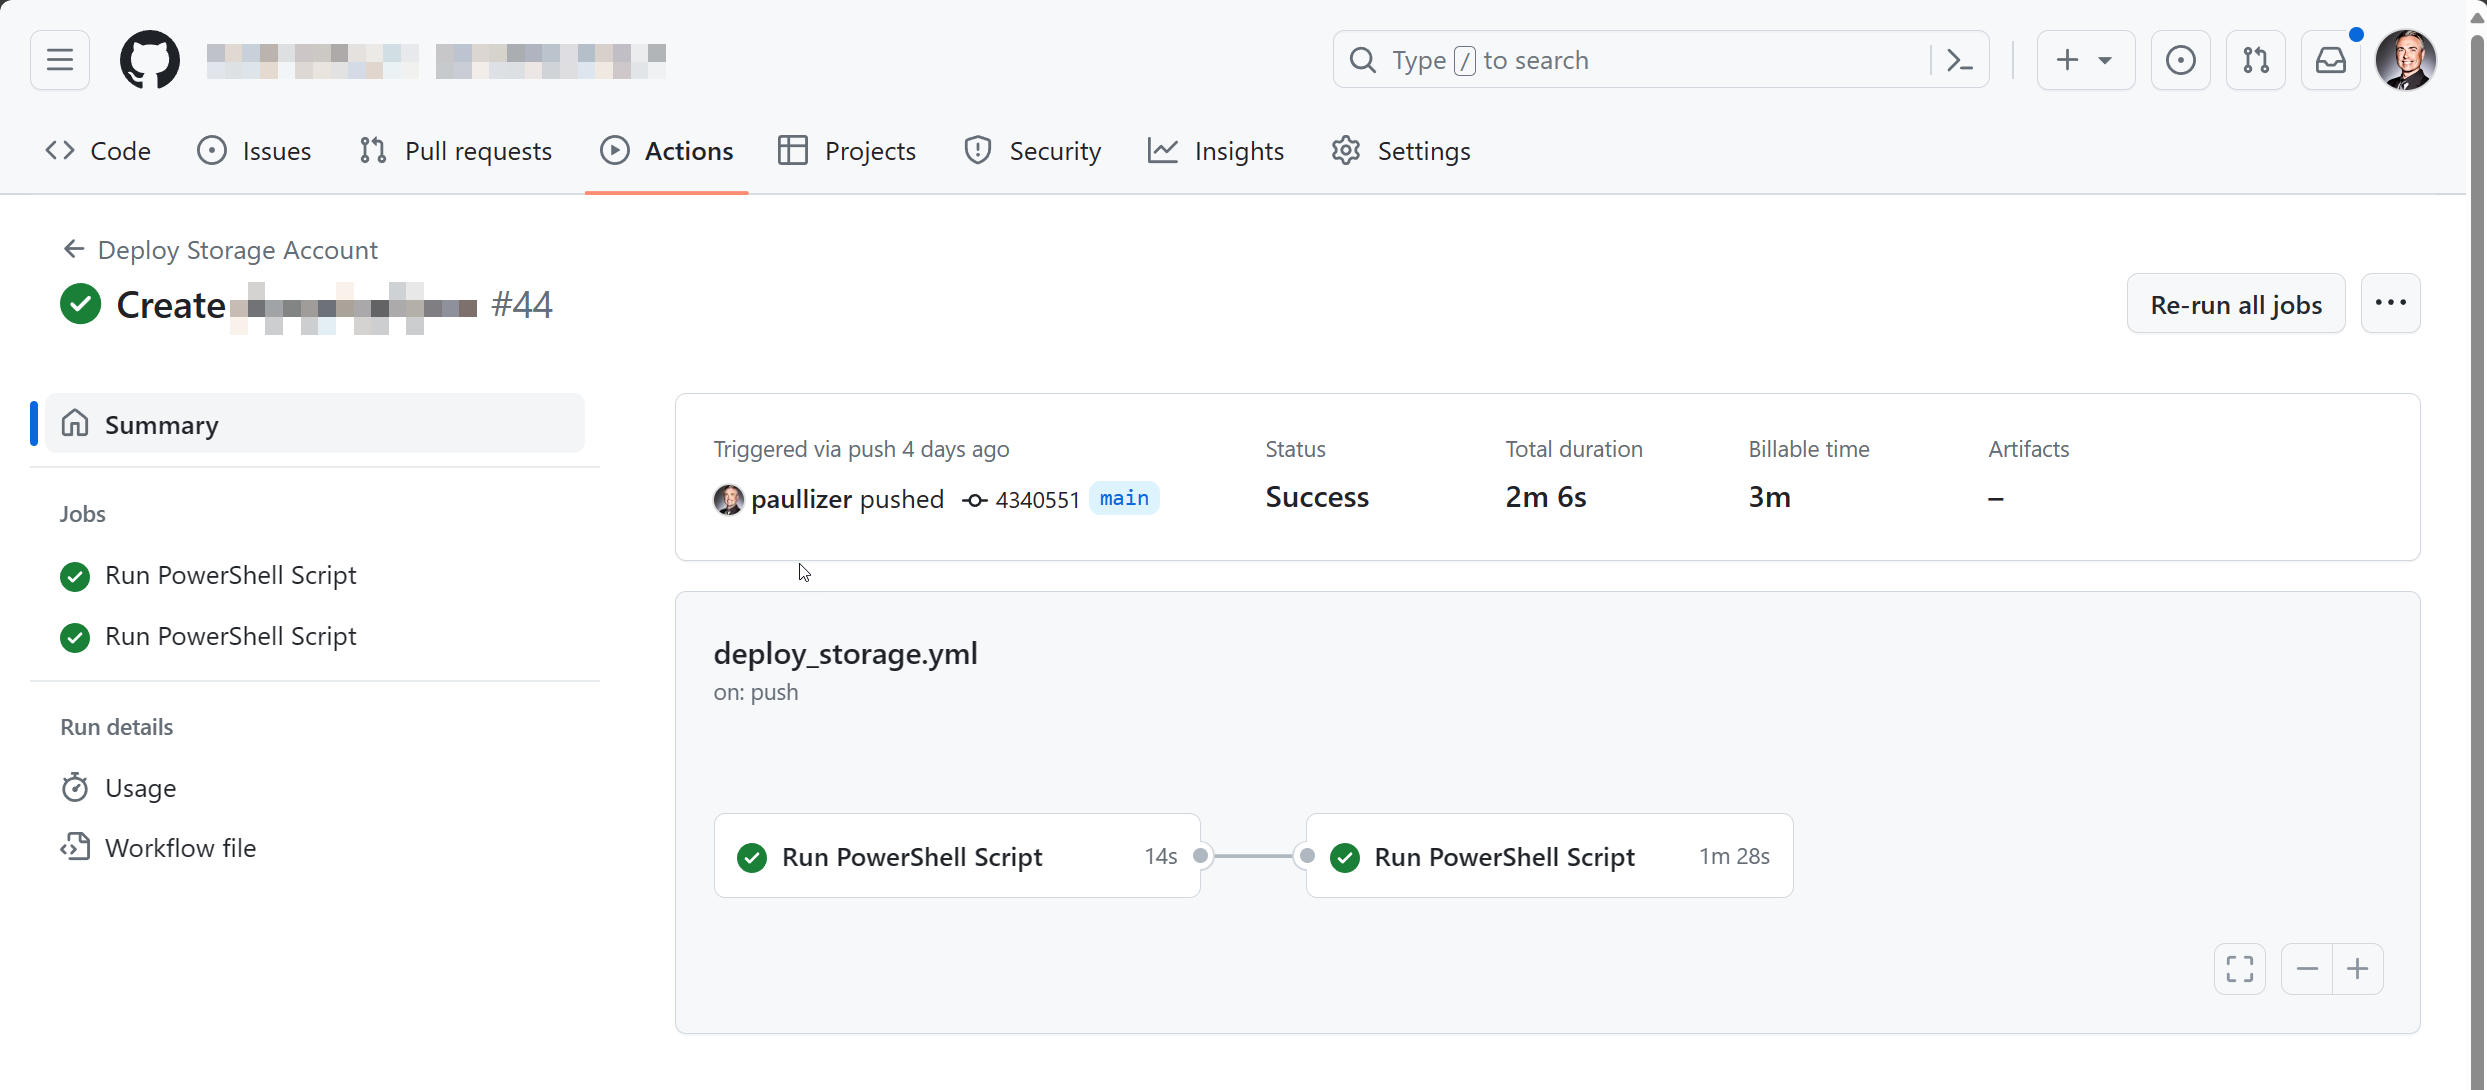 Type / to search
Code
Issues
Pull requests
Actions
Projects
Security
Insights
Settings
Deploy Storage Account
Create #44
Re-run all jobs
Summary
Jobs
Run PowerShell Script
Run PowerShell Script
Run details
Usage
Workflow file
Triggered via push 4 days ago
paullizer pushed 4340551 main
Status
Success
Total duration
2m 6s
Billable time
3m
Artifacts
–
deploy_storage.yml
on: push
Run PowerShell Script 14s
Run PowerShell Script 1m 28s